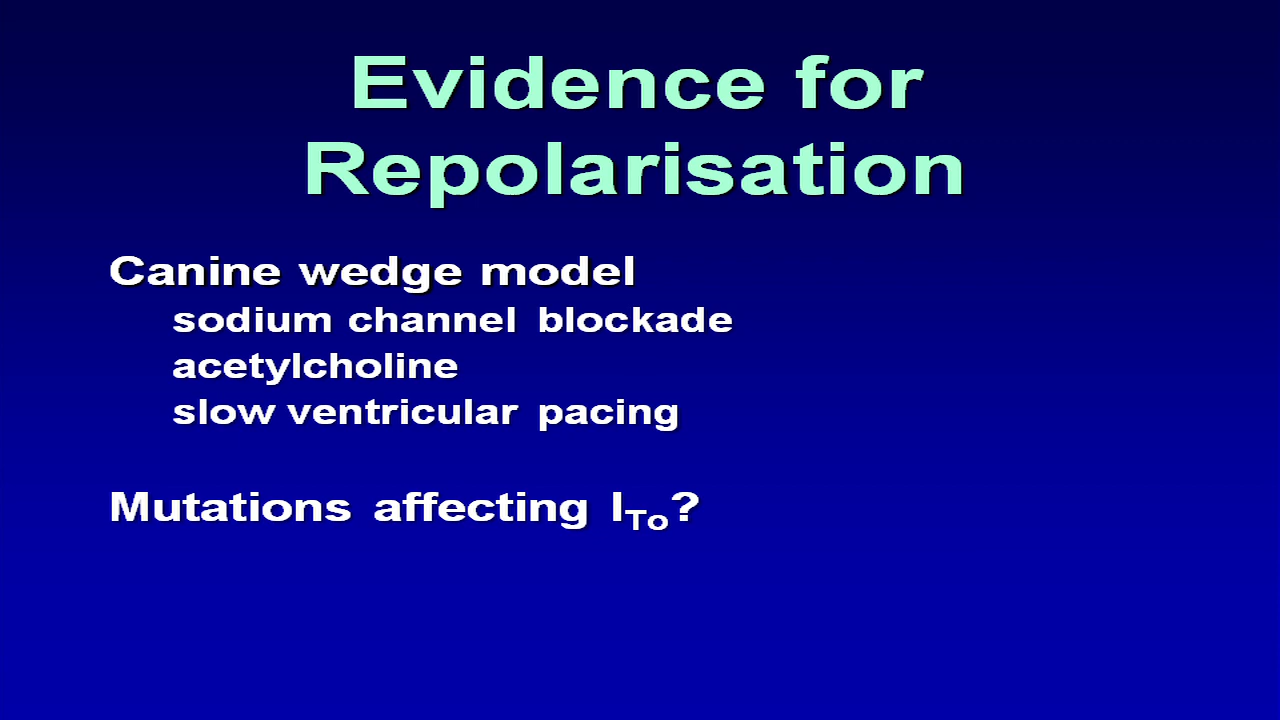 Evidence for
Repolarisation
Canine wedge model
sodium channel blockade
acetylcholine
slow ventricular pacing
Mutations affecting ITo?